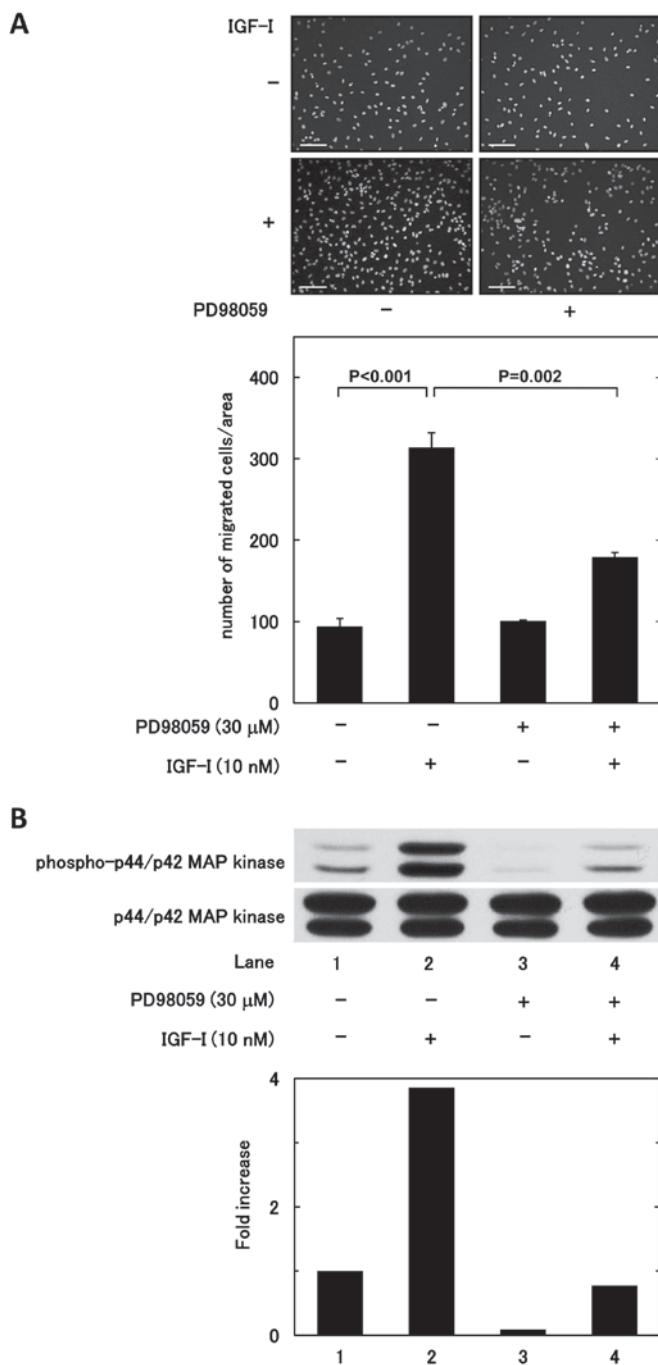 A
IGF-I
−
+
PD98059 − +
400
300
200
100
0
number of migrated cells/area
P<0.001 P=0.002
PD98059 (30 μM) − − + +
IGF-I (10 nM) − + − +
B
phospho-p44/p42 MAP kinase
p44/p42 MAP kinase
Lane 1 2 3 4
PD98059 (30 μM) − − + +
IGF-I (10 nM) − + − +
4
2
0
Fold increase
1 2 3 4